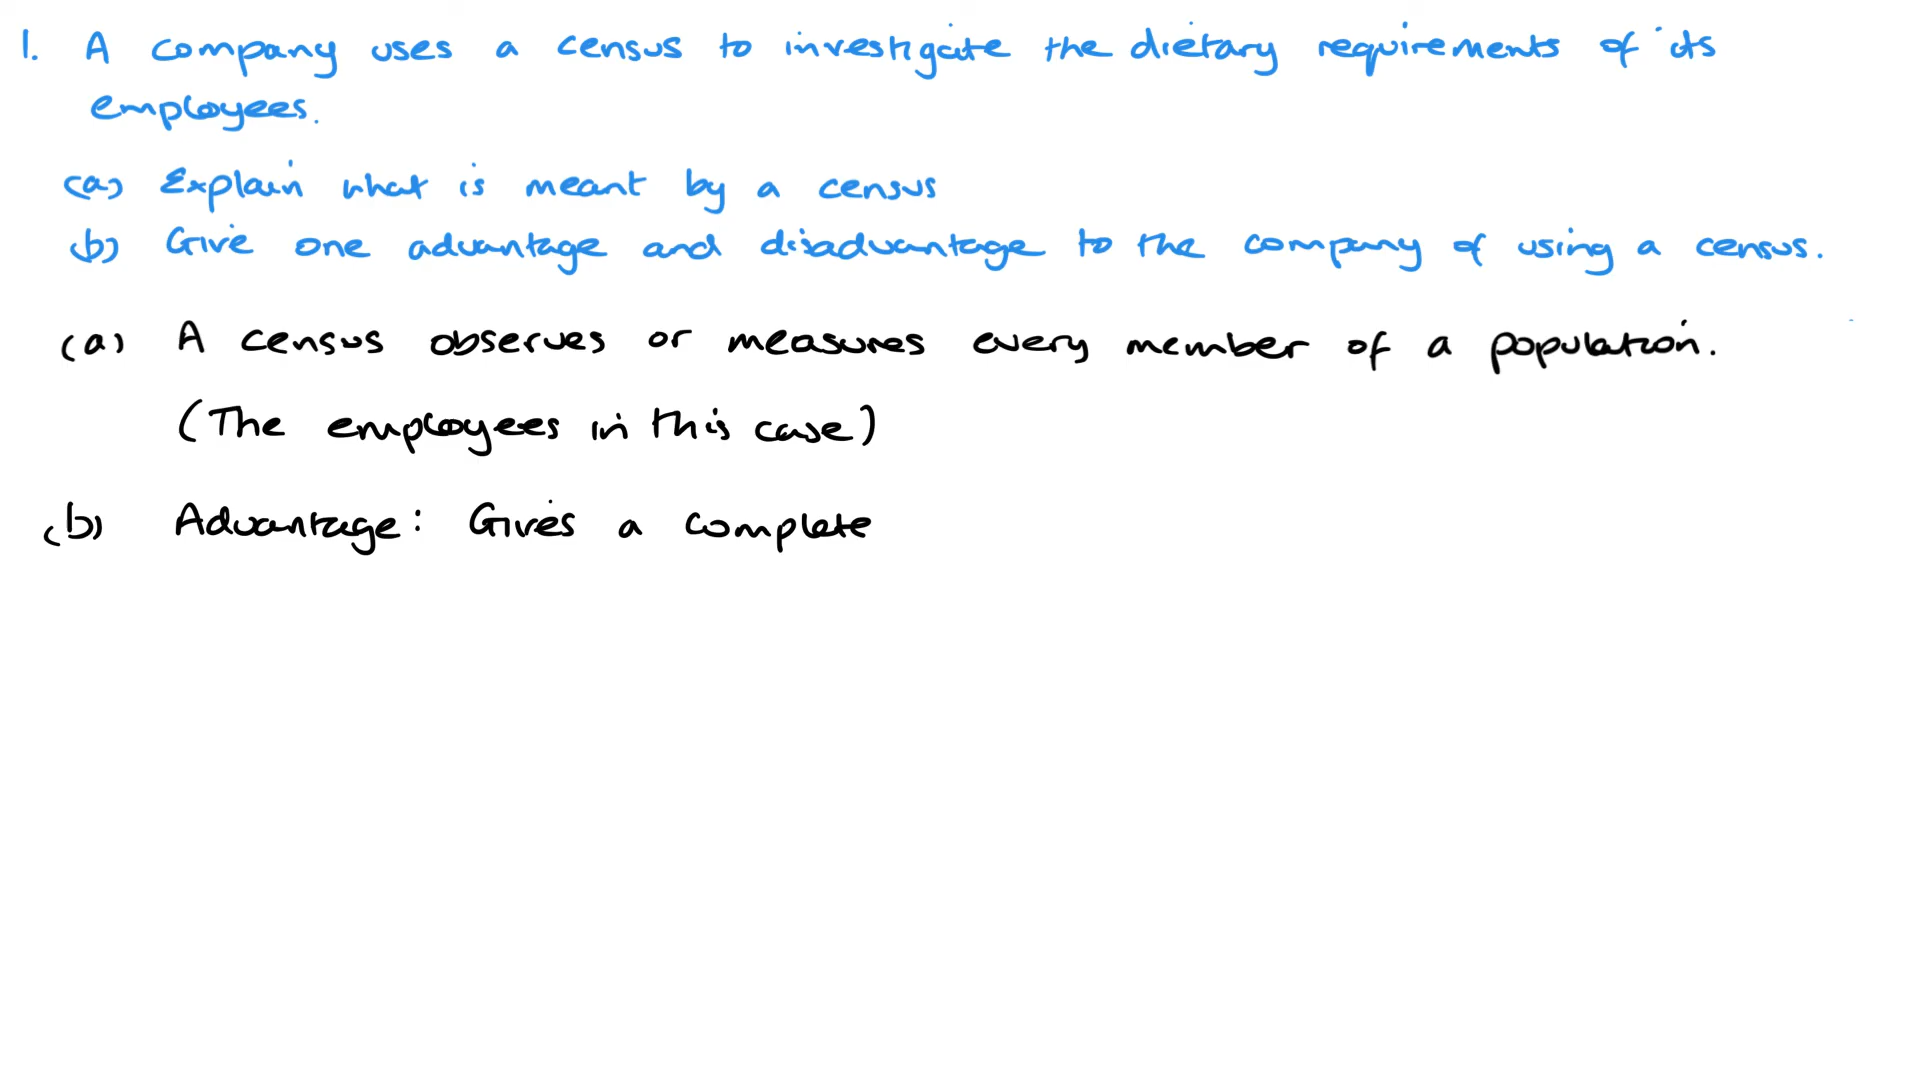 1. A company uses a census to investigate the dietary requirements of its
employees.
(a) Explain what is meant by a census
(b) Give one advantage and disadvantage to the company of using a census.
(a) A census observes or measures every member of a population.
(The employees in this case)
(b) Advantage: Gives a complete